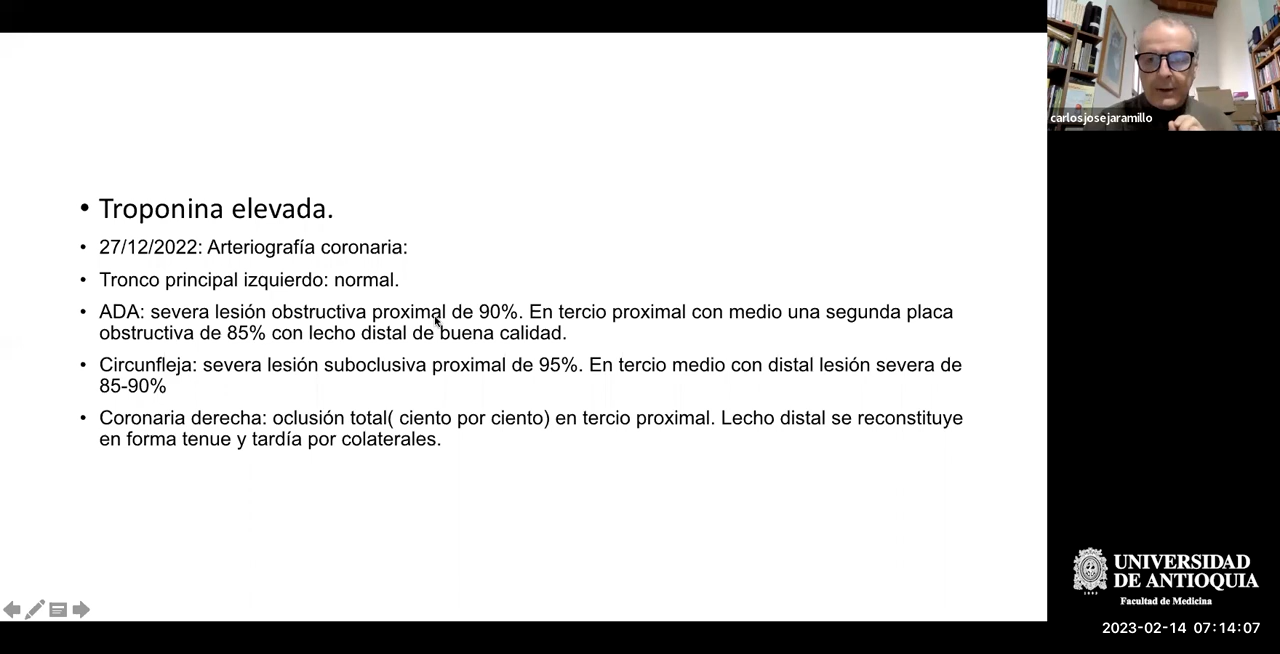 carlosjosejaramillo
• Troponina elevada.
• 27/12/2022: Arteriografía coronaria:
• Tronco principal izquierdo: normal.
• ADA: severa lesión obstructiva proximal de 90%. En tercio proximal con medio una segunda placa
obstructiva de 85% con lecho distal de buena calidad.
• Circunfleja: severa lesión suboclusiva proximal de 95%. En tercio medio con distal lesión severa de
85-90%
• Coronaria derecha: oclusión total( ciento por ciento) en tercio proximal. Lecho distal se reconstituye
en forma tenue y tardía por colaterales.
UNIVERSIDAD
DE ANTIOQUIA
Facultad de Medicina
2023-02-14 07:14:07